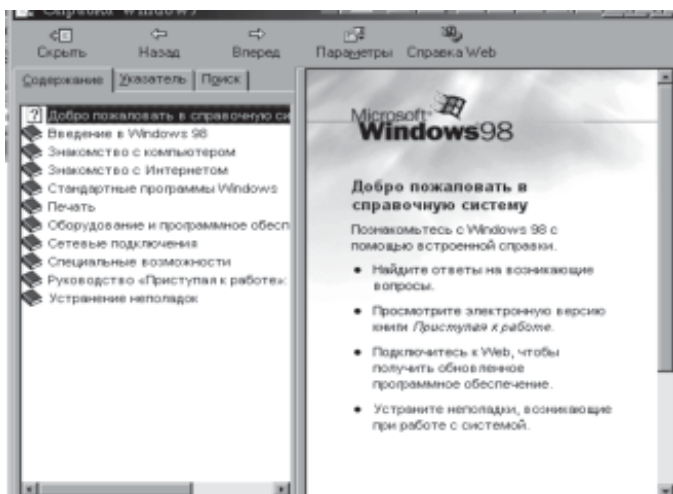 Справка Windows
Скрыть Назад Вперед Параметры Справка Web
Содержание Указатель Поиск
Добро пожаловать в справочную си
Введение в Windows 98
Знакомство с компьютером
Знакомство с Интернетом
Стандартные программы Windows
Печать
Оборудование и программное обесп
Сетевые подключения
Специальные возможности
Руководство «Приступая к работе»:
Устранение неполадок
Microsoft
Windows98
Добро пожаловать в
справочную систему
Познакомьтесь с Windows 98 с
помощью встроенной справки.
• Найдите ответы на возникающие
вопросы.
• Просмотрите электронную версию
книги Приступая к работе.
• Подключитесь к Web, чтобы
получить обновленное
программное обеспечение.
• Устраните неполадки, возникающие
при работе с системой.